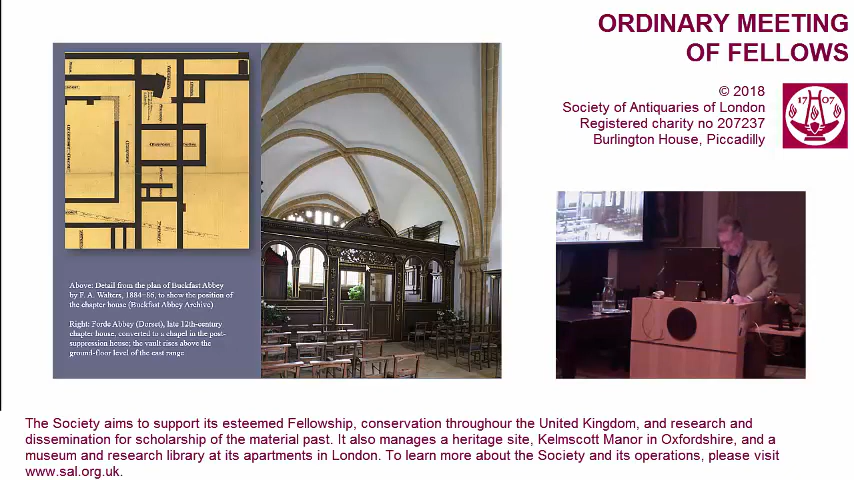 ORDINARY MEETING
OF FELLOWS
© 2018
Society of Antiquaries of London
Registered charity no 207237
Burlington House, Piccadilly
17 07
Above: Detail from the plan of Buckfast Abbey
by F. A. Walters, 1884–86, to show the position of
the chapter house (Buckfast Abbey Archive)
Right: Forde Abbey (Dorset), late 12th-century
chapter house, converted to a chapel in the post-
suppression house; the vault rises above the
ground-floor level of the east range
The Society aims to support its esteemed Fellowship, conservation throughour the United Kingdom, and research and
dissemination for scholarship of the material past. It also manages a heritage site, Kelmscott Manor in Oxfordshire, and a
museum and research library at its apartments in London. To learn more about the Society and its operations, please visit
www.sal.org.uk.